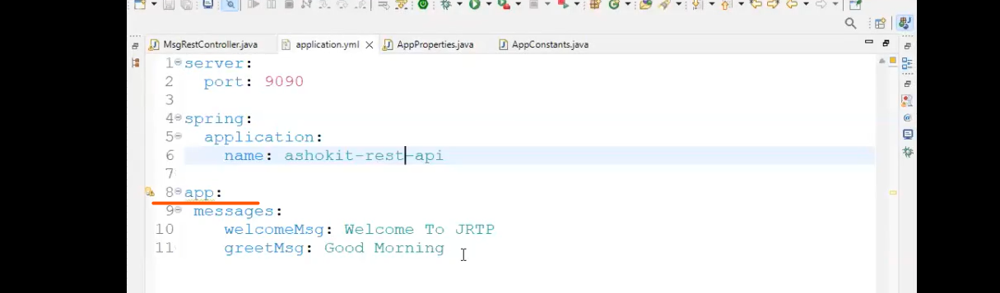 MsgRestController.java application.yml AppProperties.java AppConstants.java
1 server:
2 port: 9090
3
4 spring:
5 application:
6 name: ashokit-rest-api
7
8 app:
9 messages:
10 welcomeMsg: Welcome To JRTP
11 greetMsg: Good Morning